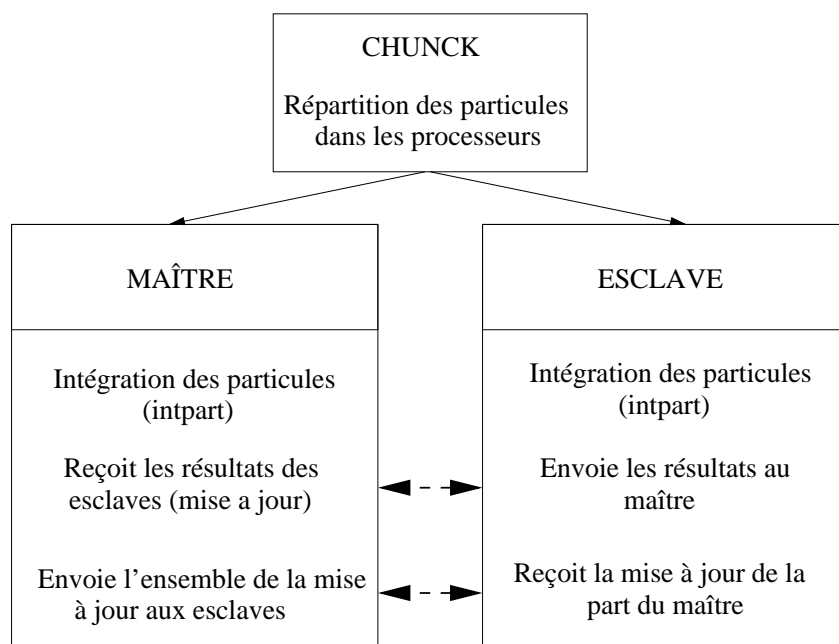 CHUNCK
Répartition des particules
dans les processeurs
MAÎTRE
Intégration des particules
(intpart)
Reçoit les résultats des
esclaves (mise a jour)
Envoie l’ensemble de la mise
à jour aux esclaves
ESCLAVE
Intégration des particules
(intpart)
Envoie les résultats au
maître
Reçoit la mise à jour de la
part du maître